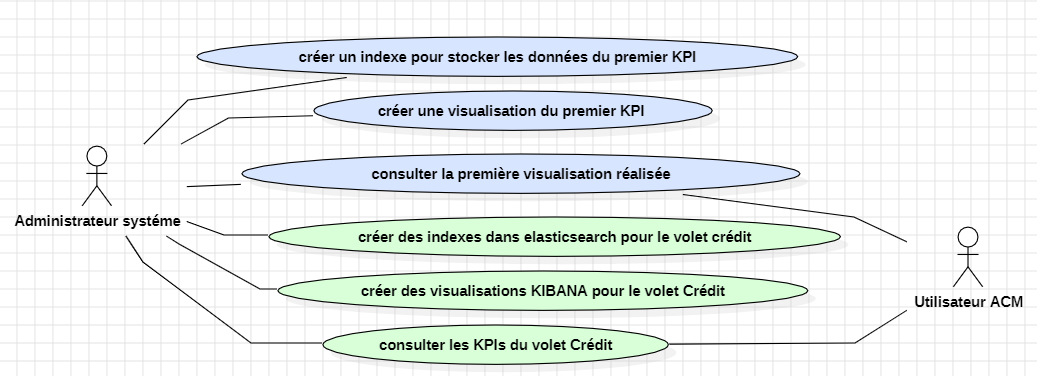 créer un indexe pour stocker les données du premier KPI
créer une visualisation du premier KPI
consulter la première visualisation réalisée
Administrateur systéme
créer des indexes dans elasticsearch pour le volet crédit
créer des visualisations KIBANA pour le volet Crédit
Utilisateur ACM
consulter les KPIs du volet Crédit